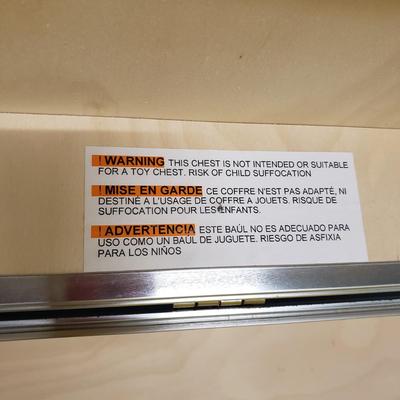 ! WARNING THIS CHEST IS NOT INTENDED OR SUITABLE
FOR A TOY CHEST. RISK OF CHILD SUFFOCATION
! MISE EN GARDE CE COFFRE N'EST PAS ADAPTÉ, NI
DESTINÉ A L'USAGE DE COFFRE A JOUETS. RISQUE DE
SUFFOCATION POUR LES ENFANTS.
! ADVERTENCIA ESTE BAÚL NO ES ADECUADO PARA
USO COMO UN BAÚL DE JUGUETE. RIESGO DE ASFIXIA
PARA LOS NIÑOS